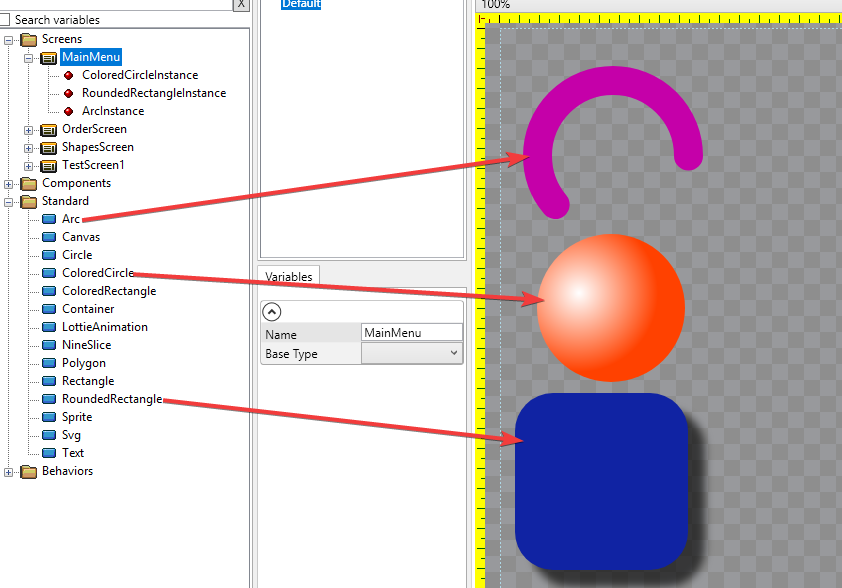 X
Default
100%
Search variables
Screens
MainMenu
ColoredCircleInstance
RoundedRectangleInstance
ArcInstance
OrderScreen
ShapesScreen
TestScreen1
Components
Standard
Arc
Canvas
Circle
ColoredCircle
ColoredRectangle
Container
LottieAnimation
NineSlice
Polygon
Rectangle
RoundedRectangle
Sprite
Svg
Text
Behaviors
Variables
Name MainMenu
Base Type